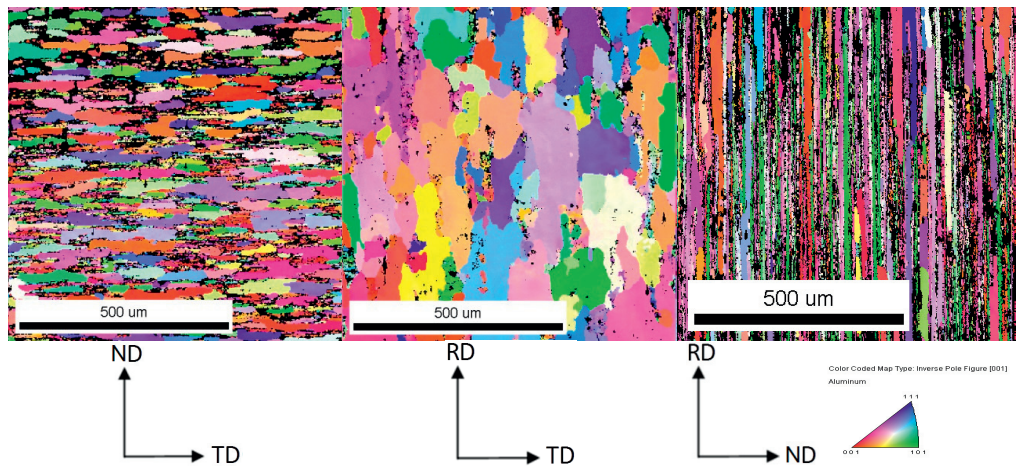 500 um
500 um
500 um
ND
TD
RD
TD
RD
ND
Color Coded Map Type: Inverse Pole Figure [001]
Aluminum
111
001
101